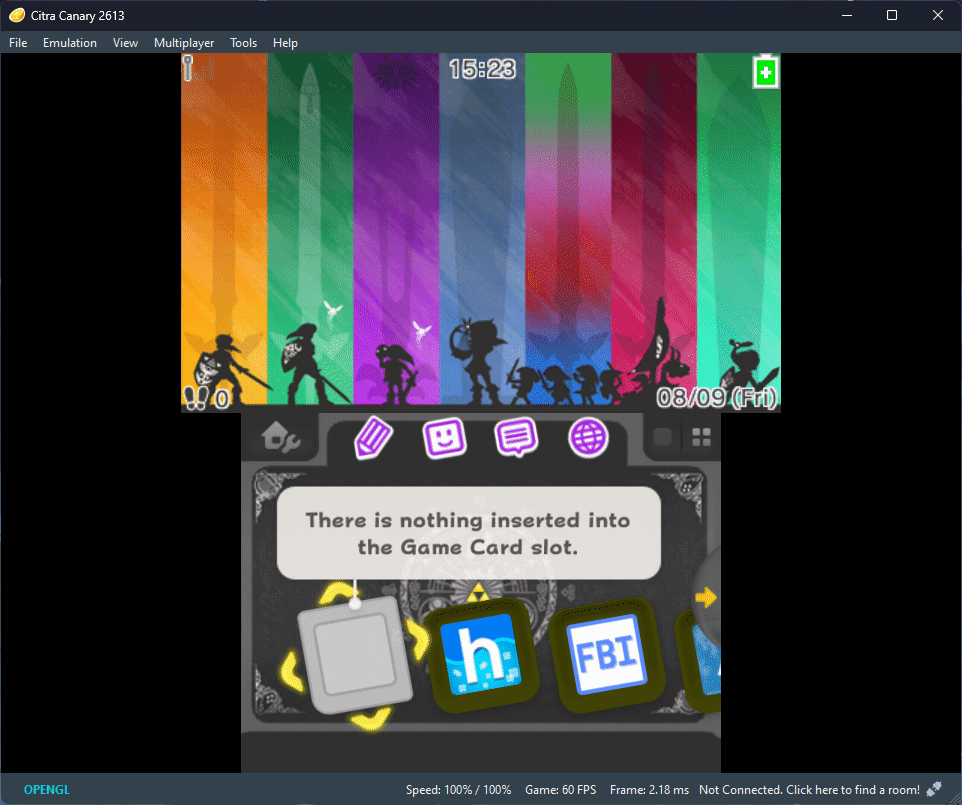 Citra Canary 2613
File Emulation View Multiplayer Tools Help
15:23
0
08/09 (Fri)
There is nothing inserted into
the Game Card slot.
h
FBI
OPENGL Speed: 100% / 100% Game: 60 FPS Frame: 2.18 ms Not Connected. Click here to find a room!